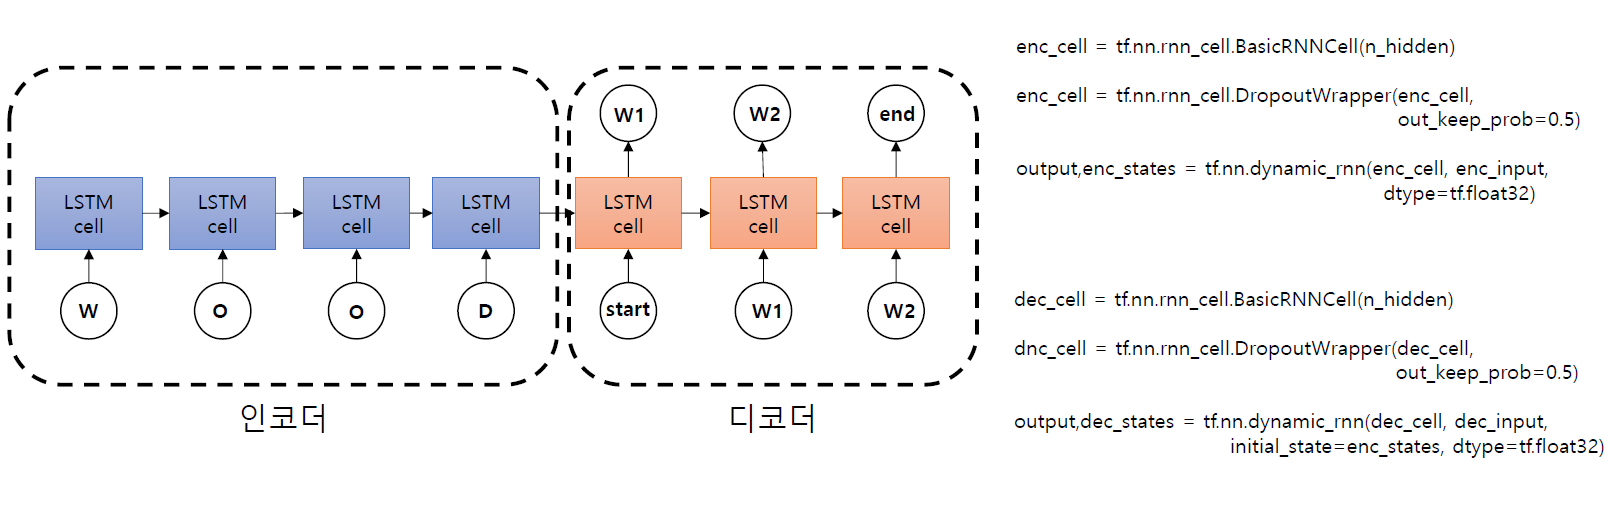 W1
W2
end
LSTM
cell
LSTM
cell
LSTM
cell
LSTM
cell
LSTM
cell
LSTM
cell
LSTM
cell
W
O
O
D
start
W1
W2
인코더
디코더
enc_cell = tf.nn.rnn_cell.BasicRNNCell(n_hidden)
enc_cell = tf.nn.rnn_cell.DropoutWrapper(enc_cell,
out_keep_prob=0.5)
output,enc_states = tf.nn.dynamic_rnn(enc_cell, enc_input,
dtype=tf.float32)
dec_cell = tf.nn.rnn_cell.BasicRNNCell(n_hidden)
dnc_cell = tf.nn.rnn_cell.DropoutWrapper(dec_cell,
out_keep_prob=0.5)
output,dec_states = tf.nn.dynamic_rnn(dec_cell, dec_input,
initial_state=enc_states, dtype=tf.float32)